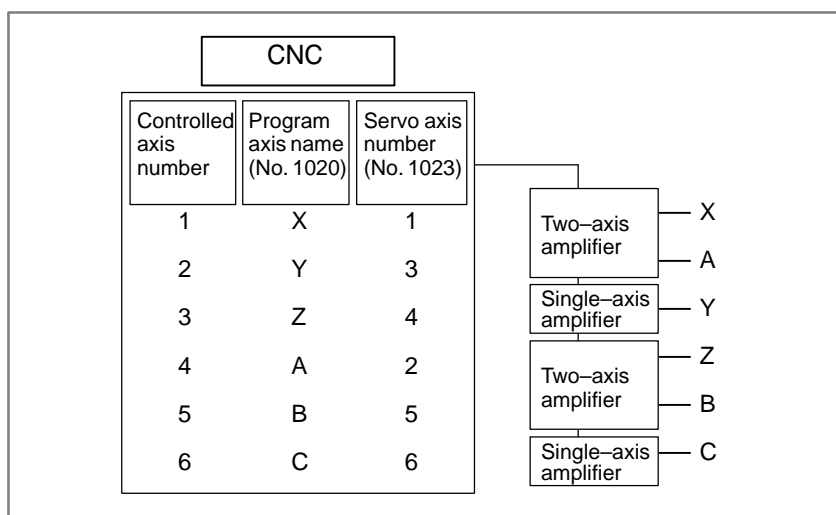 CNC
Controlled
axis
number
Program
axis name
(No. 1020)
Servo axis
number
(No. 1023)
1 X 1
2 Y 3
3 Z 4
4 A 2
5 B 5
6 C 6
Two–axis
amplifier
X
A
Single–axis
amplifier
Y
Two–axis
amplifier
Z
B
Single–axis
amplifier
C